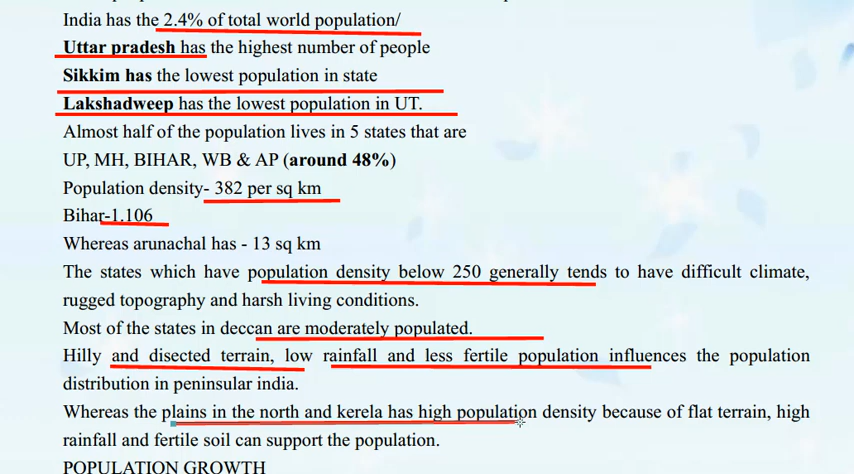 India has the 2.4% of total world population/
Uttar pradesh has the highest number of people
Sikkim has the lowest population in state
Lakshadweep has the lowest population in UT.
Almost half of the population lives in 5 states that are
UP, MH, BIHAR, WB & AP (around 48%)
Population density- 382 per sq km
Bihar-1.106
Whereas arunachal has - 13 sq km
The states which have population density below 250 generally tends to have difficult climate,
rugged topography and harsh living conditions.
Most of the states in deccan are moderately populated.
Hilly and disected terrain, low rainfall and less fertile population influences the population
distribution in peninsular india.
Whereas the plains in the north and kerela has high population density because of flat terrain, high
rainfall and fertile soil can support the population.
POPULATION GROWTH